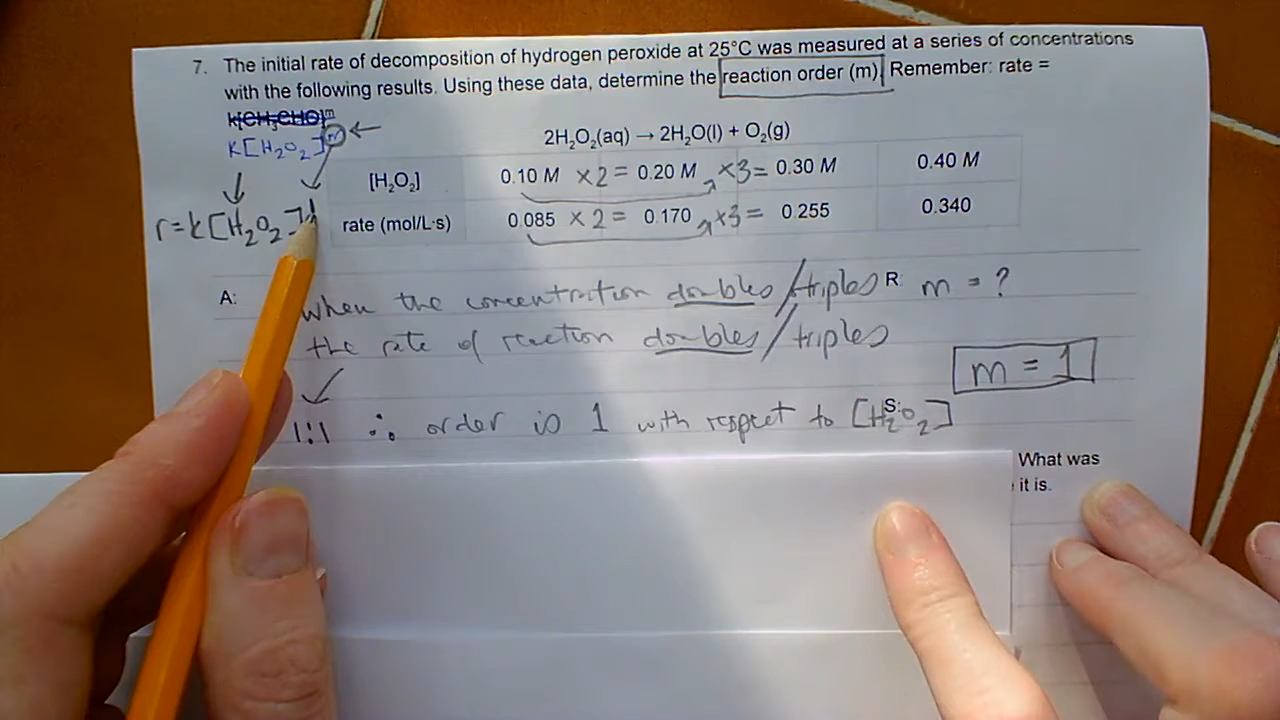 7. The initial rate of decomposition of hydrogen peroxide at 25°C was measured at a series of concentrations
with the following results. Using these data, determine the reaction order (m). Remember: rate =
k[CH₃CHO]ᵐ
K[H₂O₂]ᵐ
2H₂O₂(aq) → 2H₂O(l) + O₂(g)
[H₂O₂] 0.10 M ×2 = 0.20 M ×3 = 0.30 M 0.40 M
r=k[H₂O₂]¹
rate (mol/L·s) 0.085 ×2 = 0.170 ×3 = 0.255 0.340
A: When the concentration doubles/triples R: m = ?
the rate of reaction doubles/triples
m = 1
1:1 ∴ order is 1 with respect to [H₂O₂] S:
What was
it is.